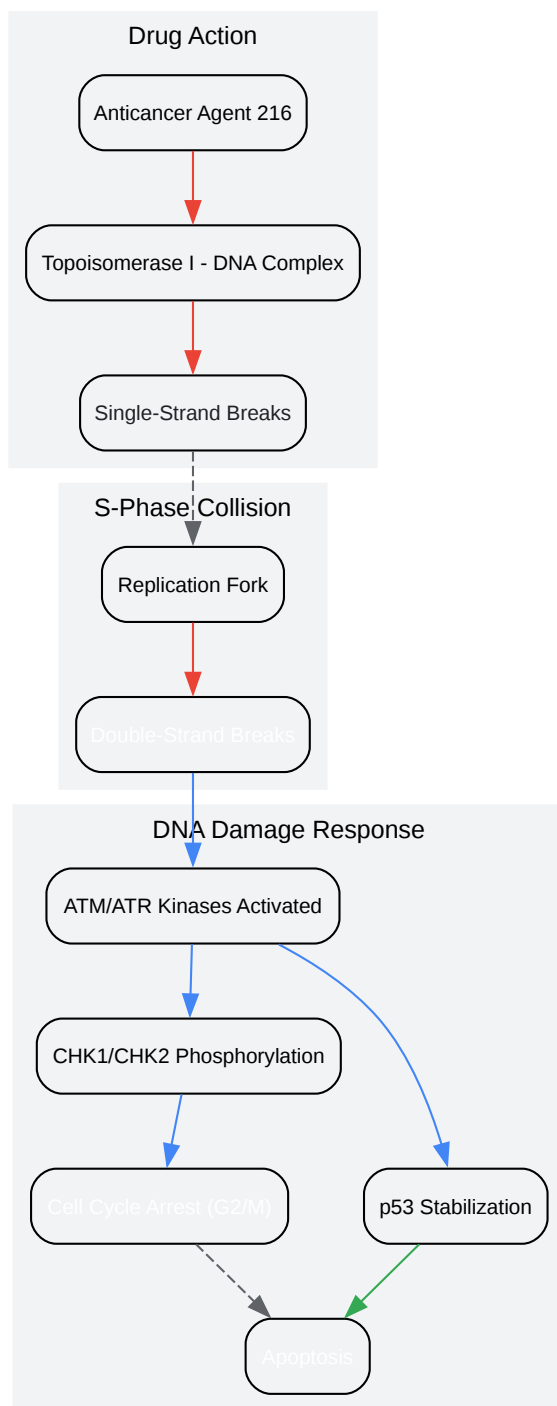 Drug Action
Anticancer Agent 216
Topoisomerase I - DNA Complex
Single-Strand Breaks
S-Phase Collision
Replication Fork
Double-Strand Breaks
DNA Damage Response
ATM/ATR Kinases Activated
CHK1/CHK2 Phosphorylation
Cell Cycle Arrest (G2/M)
p53 Stabilization
Apoptosis